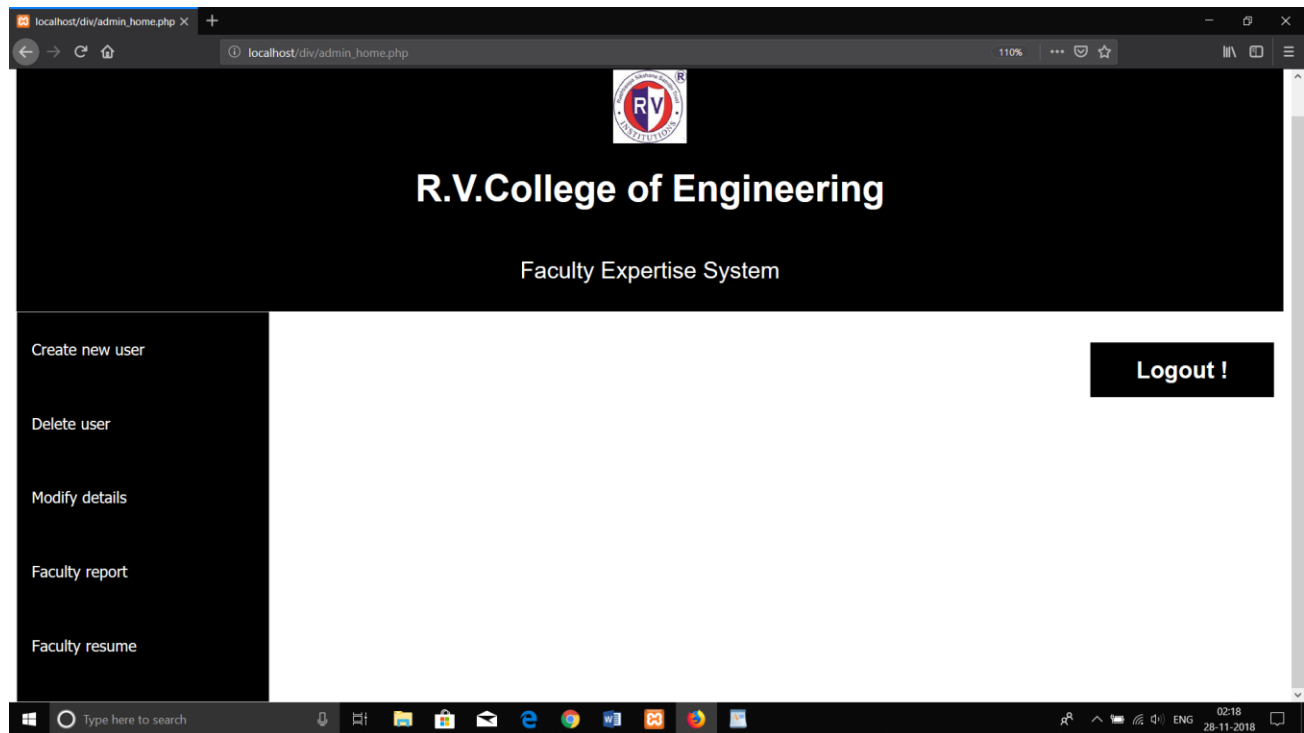 localhost/div/admin_home.php
localhost/div/admin_home.php
110%
R
RV
INSTITUTIONS
R.V.College of Engineering
Faculty Expertise System
Create new user
Logout !
Delete user
Modify details
Faculty report
Faculty resume
Type here to search
ENG
02:18
28-11-2018